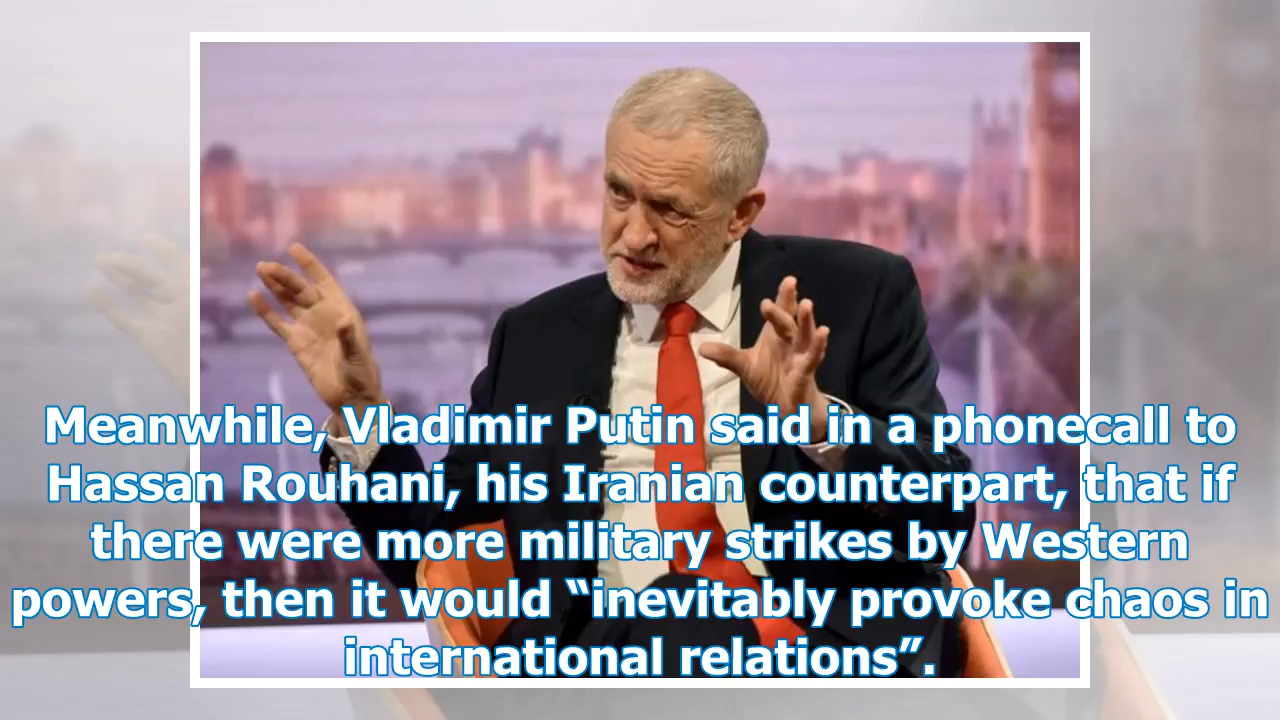 Meanwhile, Vladimir Putin said in a phonecall to
Hassan Rouhani, his Iranian counterpart, that if
there were more military strikes by Western
powers, then it would “inevitably provoke chaos in
international relations”.